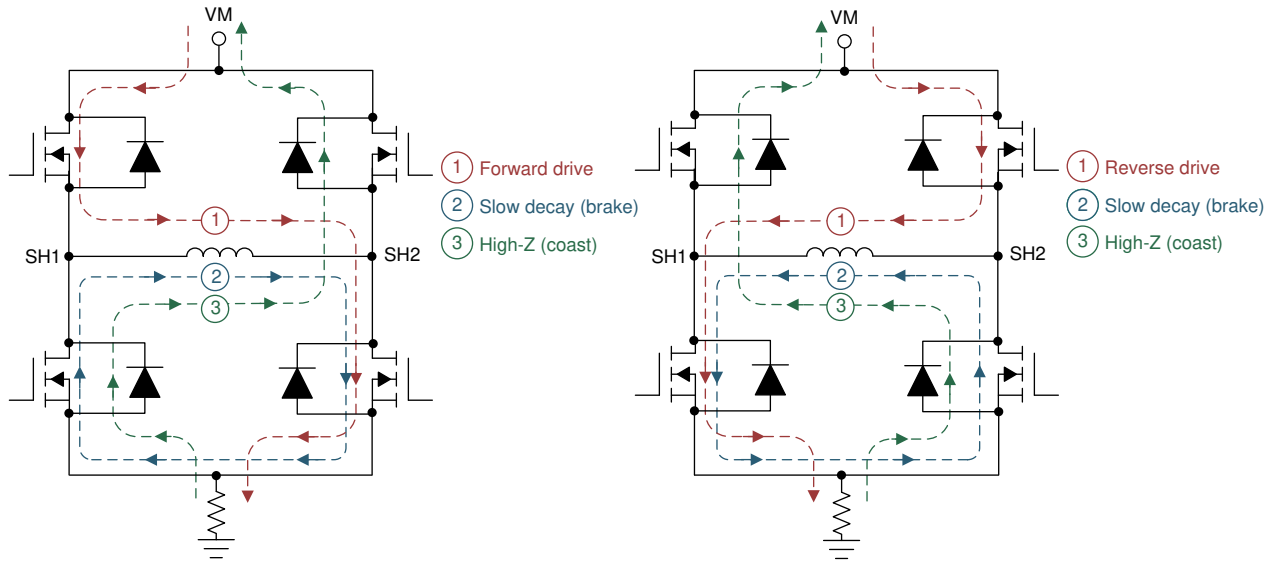 VM
1 Forward drive
2 Slow decay (brake)
3 High-Z (coast)
1
SH1
SH2
2
3
VM
1 Reverse drive
2 Slow decay (brake)
3 High-Z (coast)
1
SH1
SH2
2
3